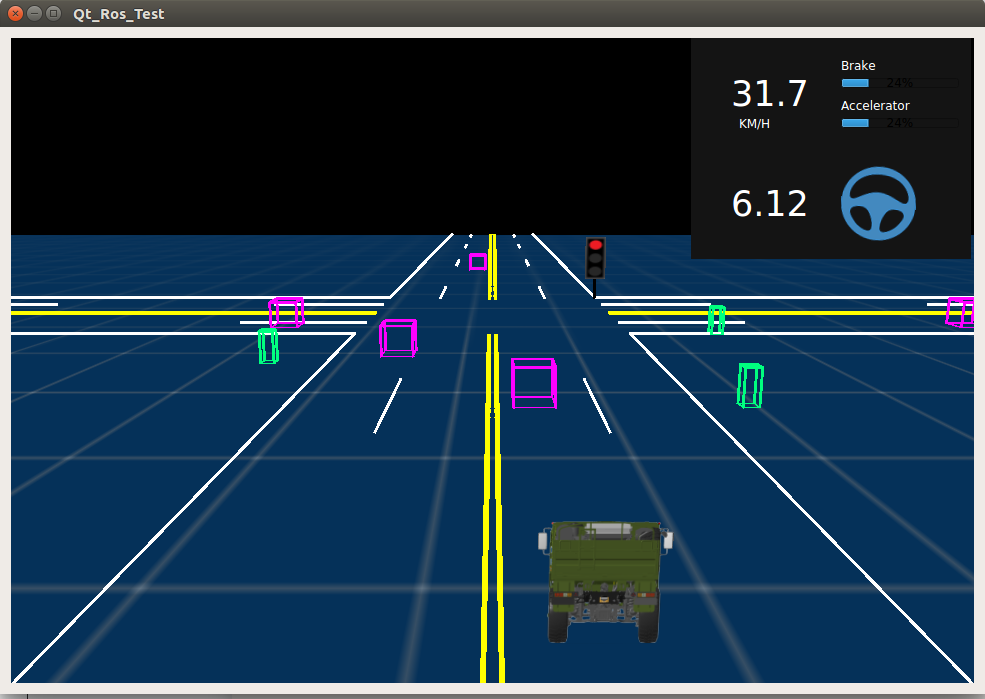 Qt_Ros_Test
Brake
24%
31.7
KM/H
Accelerator
24%
6.12